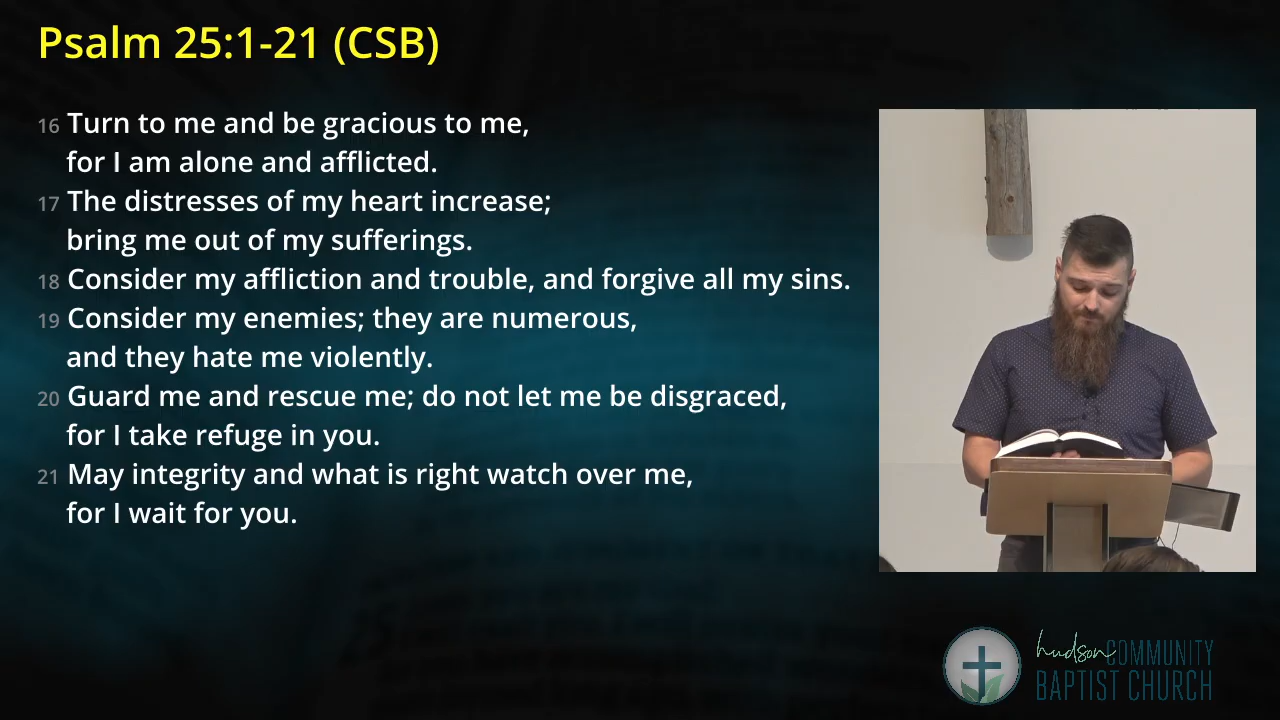 Psalm 25:1-21 (CSB)
16 Turn to me and be gracious to me,
for I am alone and afflicted.
17 The distresses of my heart increase;
bring me out of my sufferings.
18 Consider my affliction and trouble, and forgive all my sins.
19 Consider my enemies; they are numerous,
and they hate me violently.
20 Guard me and rescue me; do not let me be disgraced,
for I take refuge in you.
21 May integrity and what is right watch over me,
for I wait for you.
hudson COMMUNITY
BAPTIST CHURCH